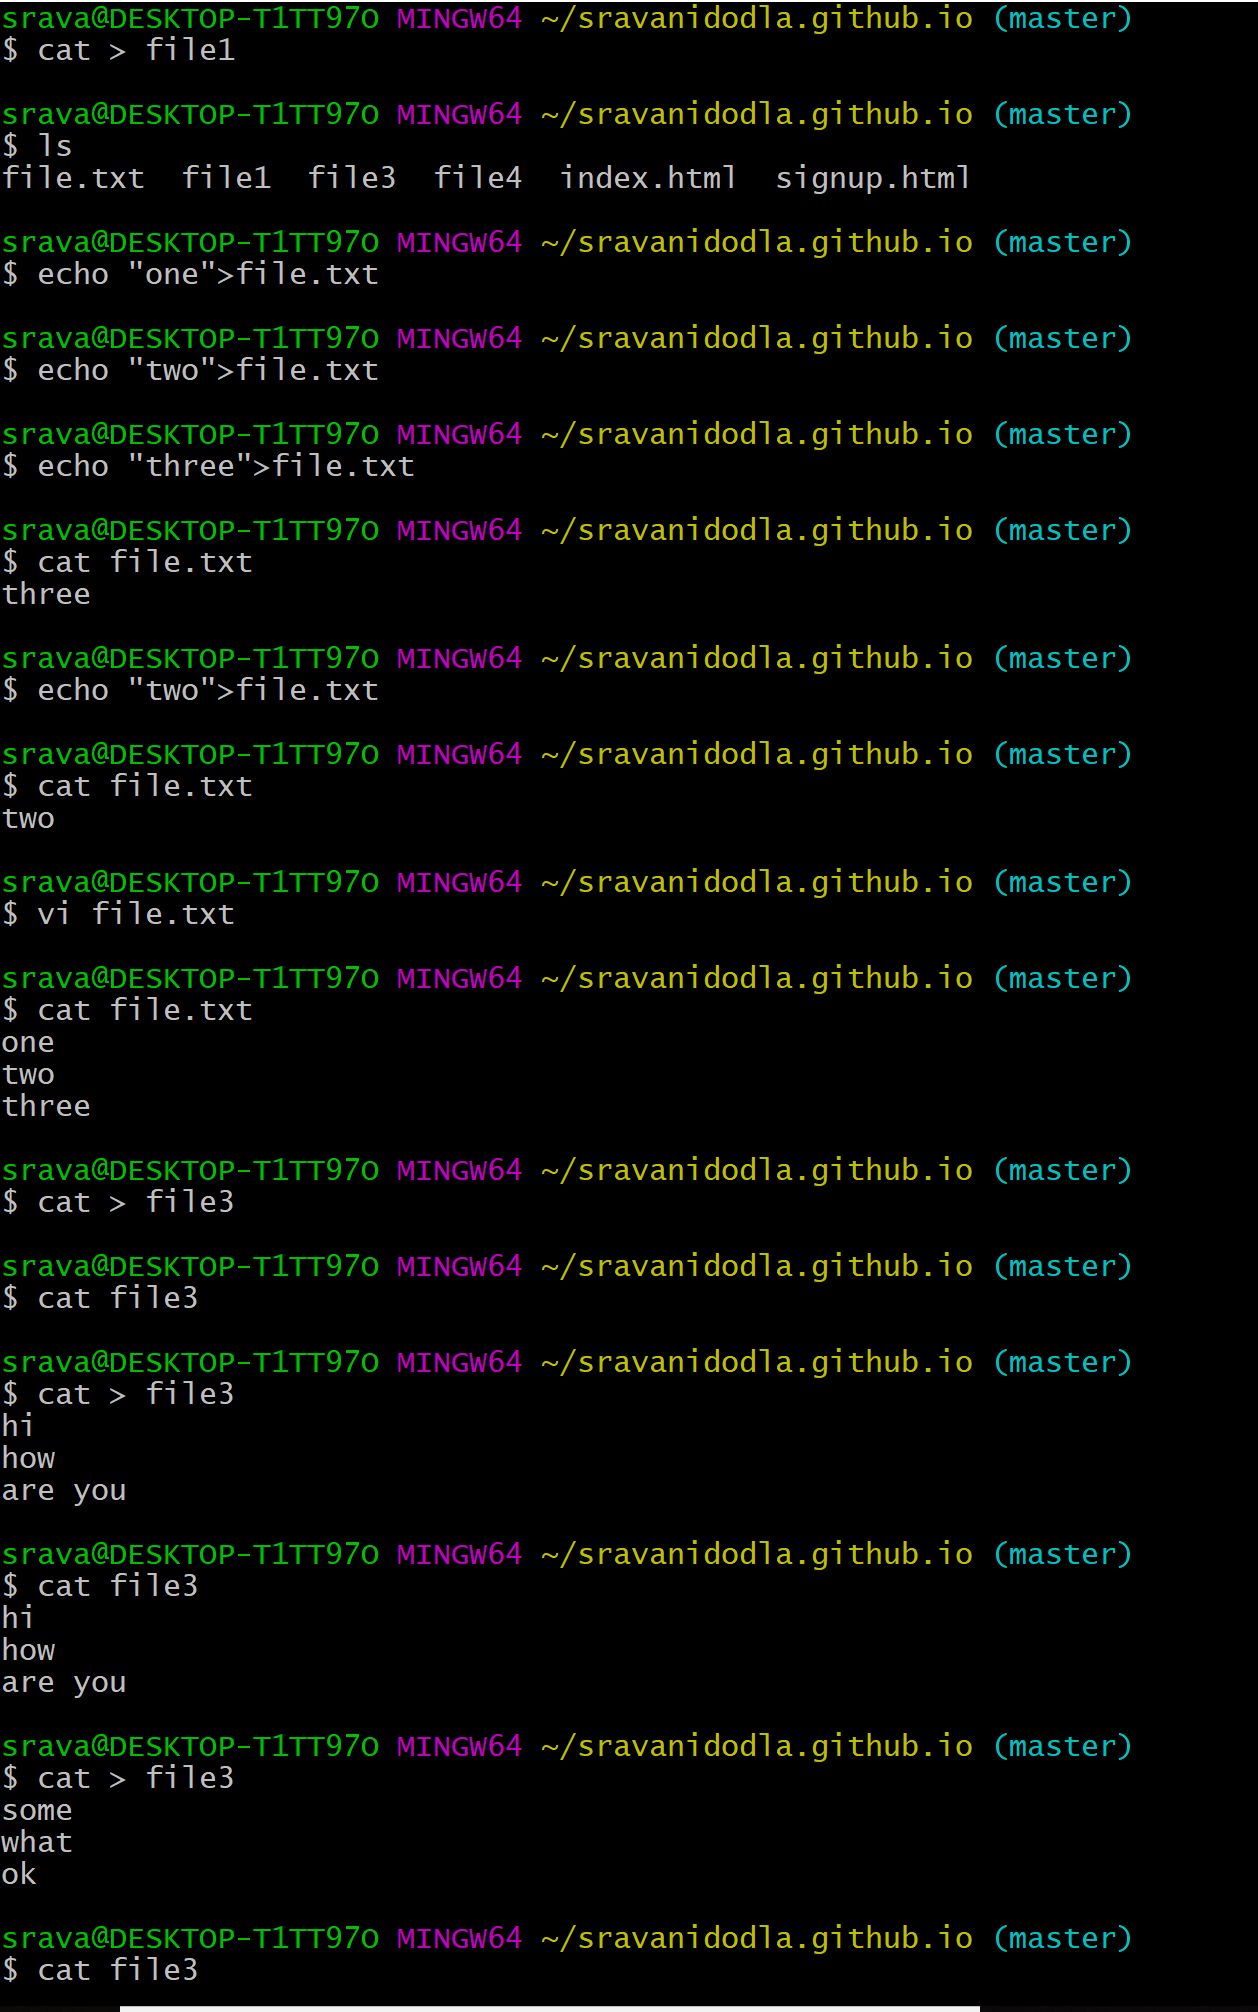 srava@DESKTOP-T1TT97O MINGW64 ~/sravanidodla.github.io (master)
$ cat > file1
srava@DESKTOP-T1TT97O MINGW64 ~/sravanidodla.github.io (master)
$ ls
file.txt  file1  file3  file4  index.html  signup.html
srava@DESKTOP-T1TT97O MINGW64 ~/sravanidodla.github.io (master)
$ echo "one">file.txt
srava@DESKTOP-T1TT97O MINGW64 ~/sravanidodla.github.io (master)
$ echo "two">file.txt
srava@DESKTOP-T1TT97O MINGW64 ~/sravanidodla.github.io (master)
$ echo "three">file.txt
srava@DESKTOP-T1TT97O MINGW64 ~/sravanidodla.github.io (master)
$ cat file.txt
three
srava@DESKTOP-T1TT97O MINGW64 ~/sravanidodla.github.io (master)
$ echo "two">file.txt
srava@DESKTOP-T1TT97O MINGW64 ~/sravanidodla.github.io (master)
$ cat file.txt
two
srava@DESKTOP-T1TT97O MINGW64 ~/sravanidodla.github.io (master)
$ vi file.txt
srava@DESKTOP-T1TT97O MINGW64 ~/sravanidodla.github.io (master)
$ cat file.txt
one
two
three
srava@DESKTOP-T1TT97O MINGW64 ~/sravanidodla.github.io (master)
$ cat > file3
srava@DESKTOP-T1TT97O MINGW64 ~/sravanidodla.github.io (master)
$ cat file3
srava@DESKTOP-T1TT97O MINGW64 ~/sravanidodla.github.io (master)
$ cat > file3
hi
how
are you
srava@DESKTOP-T1TT97O MINGW64 ~/sravanidodla.github.io (master)
$ cat file3
hi
how
are you
srava@DESKTOP-T1TT97O MINGW64 ~/sravanidodla.github.io (master)
$ cat > file3
some
what
ok
srava@DESKTOP-T1TT97O MINGW64 ~/sravanidodla.github.io (master)
$ cat file3